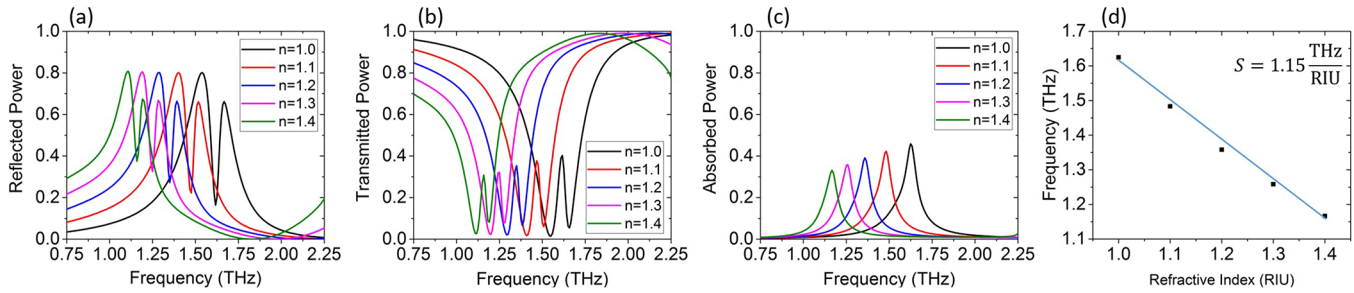 (a)
1.0
0.8
0.6
0.4
0.2
0.0
Reflected Power
n=1.0
n=1.1
n=1.2
n=1.3
n=1.4
0.75 1.00 1.25 1.50 1.75 2.00 2.25
Frequency (THz)
(b)
1.0
0.8
0.6
0.4
0.2
0.0
Transmitted Power
n=1.0
n=1.1
n=1.2
n=1.3
n=1.4
0.75 1.00 1.25 1.50 1.75 2.00 2.25
Frequency (THz)
(c)
1.0
0.8
0.6
0.4
0.2
0.0
Absorbed Power
n=1.0
n=1.1
n=1.2
n=1.3
n=1.4
0.75 1.00 1.25 1.50 1.75 2.00 2.25
Frequency (THz)
(d)
1.7
1.6
1.5
1.4
1.3
1.2
1.1
Frequency (THz)
S = 1.15 THz/RIU
1.0 1.1 1.2 1.3 1.4
Refractive Index (RIU)